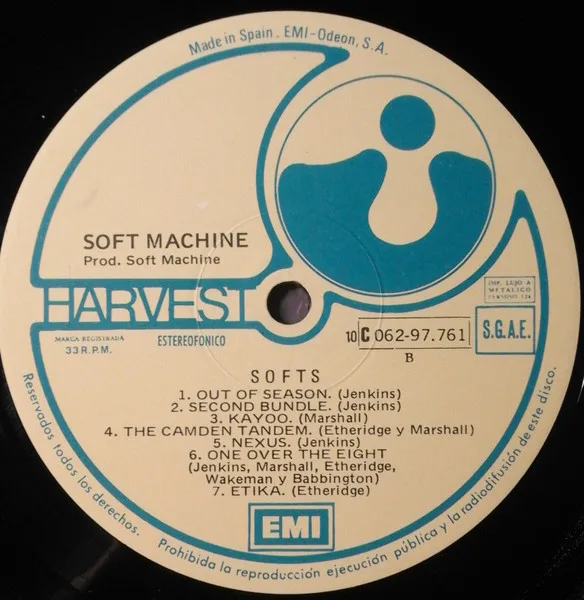 Made in Spain. EMI-Odeon, S.A.
SOFT MACHINE
Prod. Soft Machine
HARVEST
MARCA REGISTRADA
33 R.P.M.
ESTEREOFONICO
IMP. LUJO A
METALICO
10 C 062-97.761
B
S.G.A.E.
SOFTS
1. OUT OF SEASON. (Jenkins)
2. SECOND BUNDLE. (Jenkins)
3. KAYOO. (Marshall)
4. THE CAMDEN TANDEM. (Etheridge y Marshall)
5. NEXUS. (Jenkins)
6. ONE OVER THE EIGHT
(Jenkins, Marshall, Etheridge,
Wakeman y Babbington)
7. ETIKA. (Etheridge)
EMI
Reservados todos los derechos. Prohibida la reproducción ejecución pública y la radiodifusión de este disco.